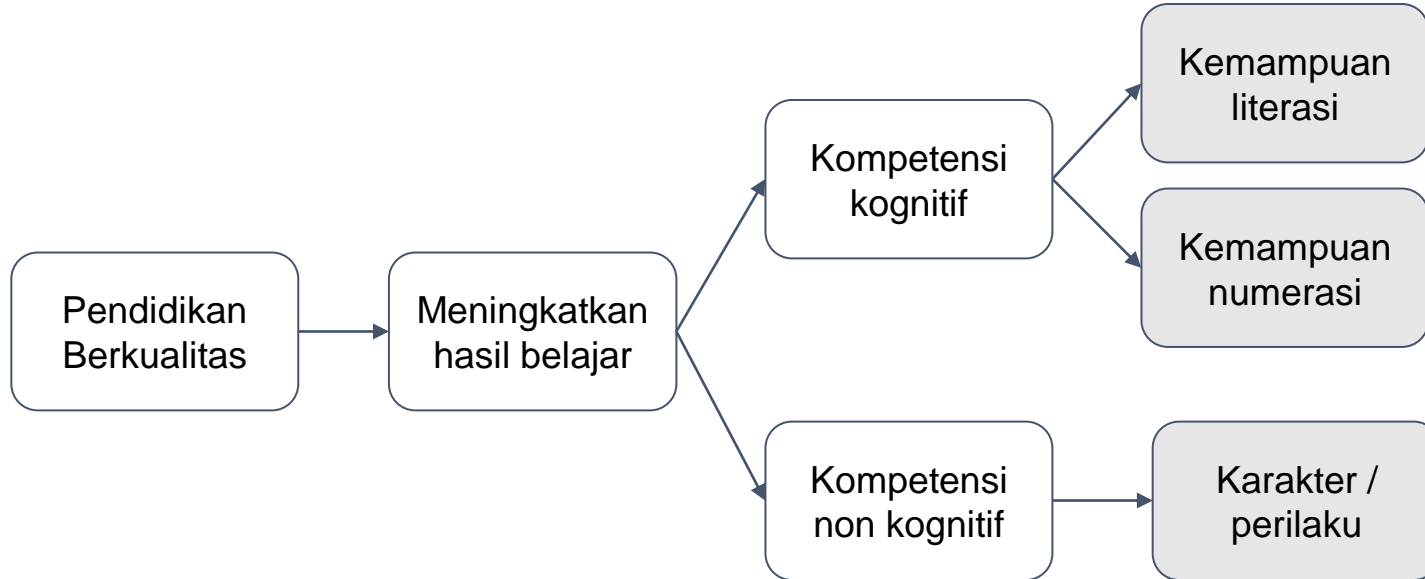 Pendidikan
Berkualitas
Meningkatkan
hasil belajar
Kompetensi
kognitif
Kemampuan
literasi
Kemampuan
numerasi
Kompetensi
non kognitif
Karakter /
perilaku